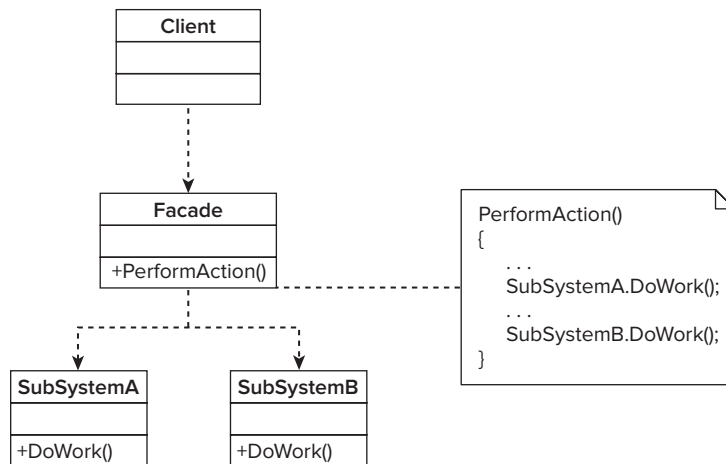 Client
Facade
+PerformAction()
PerformAction()
{
. . .
SubSystemA.DoWork();
. . .
SubSystemB.DoWork();
}
SubSystemA
+DoWork()
SubSystemB
+DoWork()